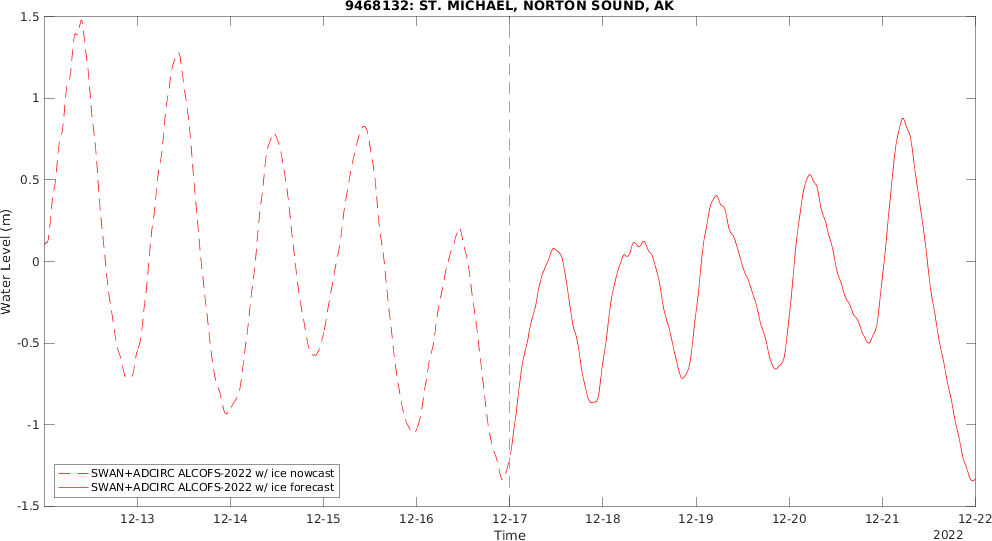 9468132: ST. MICHAEL, NORTON SOUND, AK
1.5
1
0.5
0
-0.5
-1
-1.5
Water Level (m)
SWAN+ADCIRC ALCOFS-2022 w/ ice nowcast
SWAN+ADCIRC ALCOFS-2022 w/ ice forecast
12-13 12-14 12-15 12-16 12-17 12-18 12-19 12-20 12-21 12-22
Time
2022